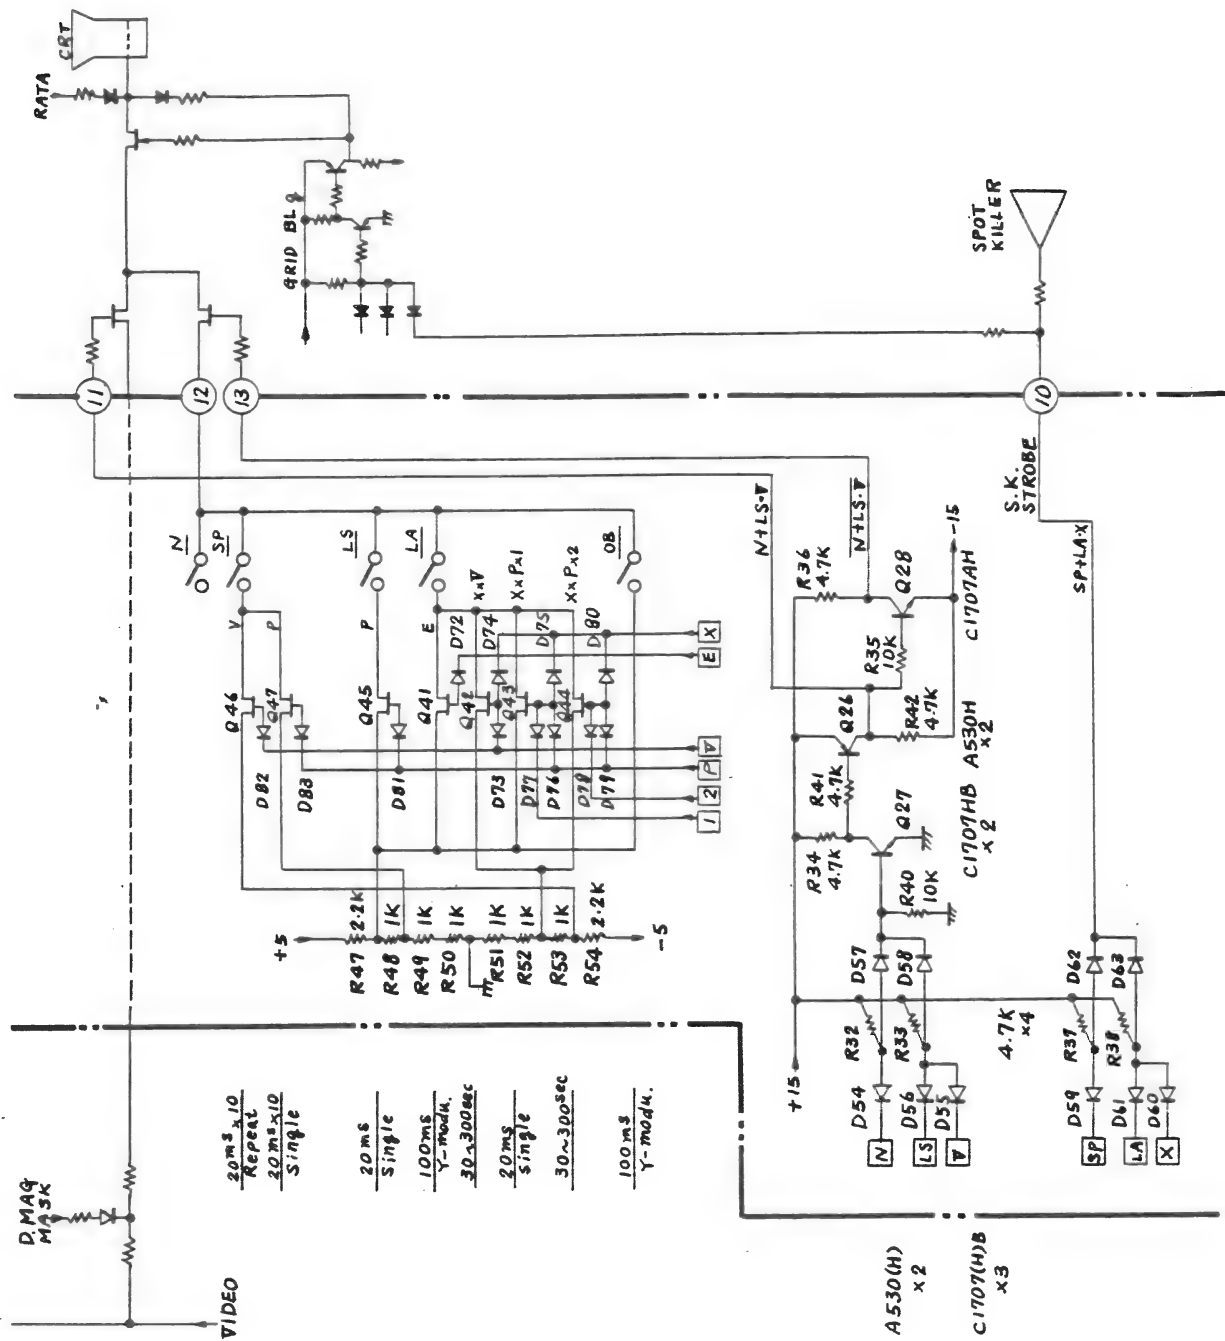 CRT
RATA
GRID BL
SPOT
KILLER
11
12
13
10
S.K.
STROBE
N+LS·V̅
N+LS·V̅
SP+LA·X
N
SP
LS
LA
OB
V
P
P
E
X×V
X×P×1
X×P×2
Q46
Q47
Q45
Q41
Q42
Q43
Q44
D72
D74
D75
D80
D82
D83
D81
D73
D77
D76
D78
D79
X
E
V̅
P
2
1
R36
4.7K
Q28
C1707AH
-15
R35
10K
Q26
R42
4.7K
A530H
×2
R41
4.7K
R34
4.7K
Q27
C1707HB
×2
R40
10K
+5
R47
2.2K
R48
1K
R49
1K
R50
1K
R51
1K
R52
1K
R53
1K
R54
2.2K
-5
D57
D58
R32
R33
4.7K
×4
D62
D63
R37
R38
+15
D54
D56
D55
D59
D61
D60
N
LS
V̅
SP
LA
X
20ms×10
Repeat
20ms×10
Single
20ms
Single
100ms
Y-modu.
30~300sec
20ms
single
30~300sec
100ms
Y-modu.
D.MAG
MASK
VIDEO
A530(H)
×2
C1707(H)B
×3